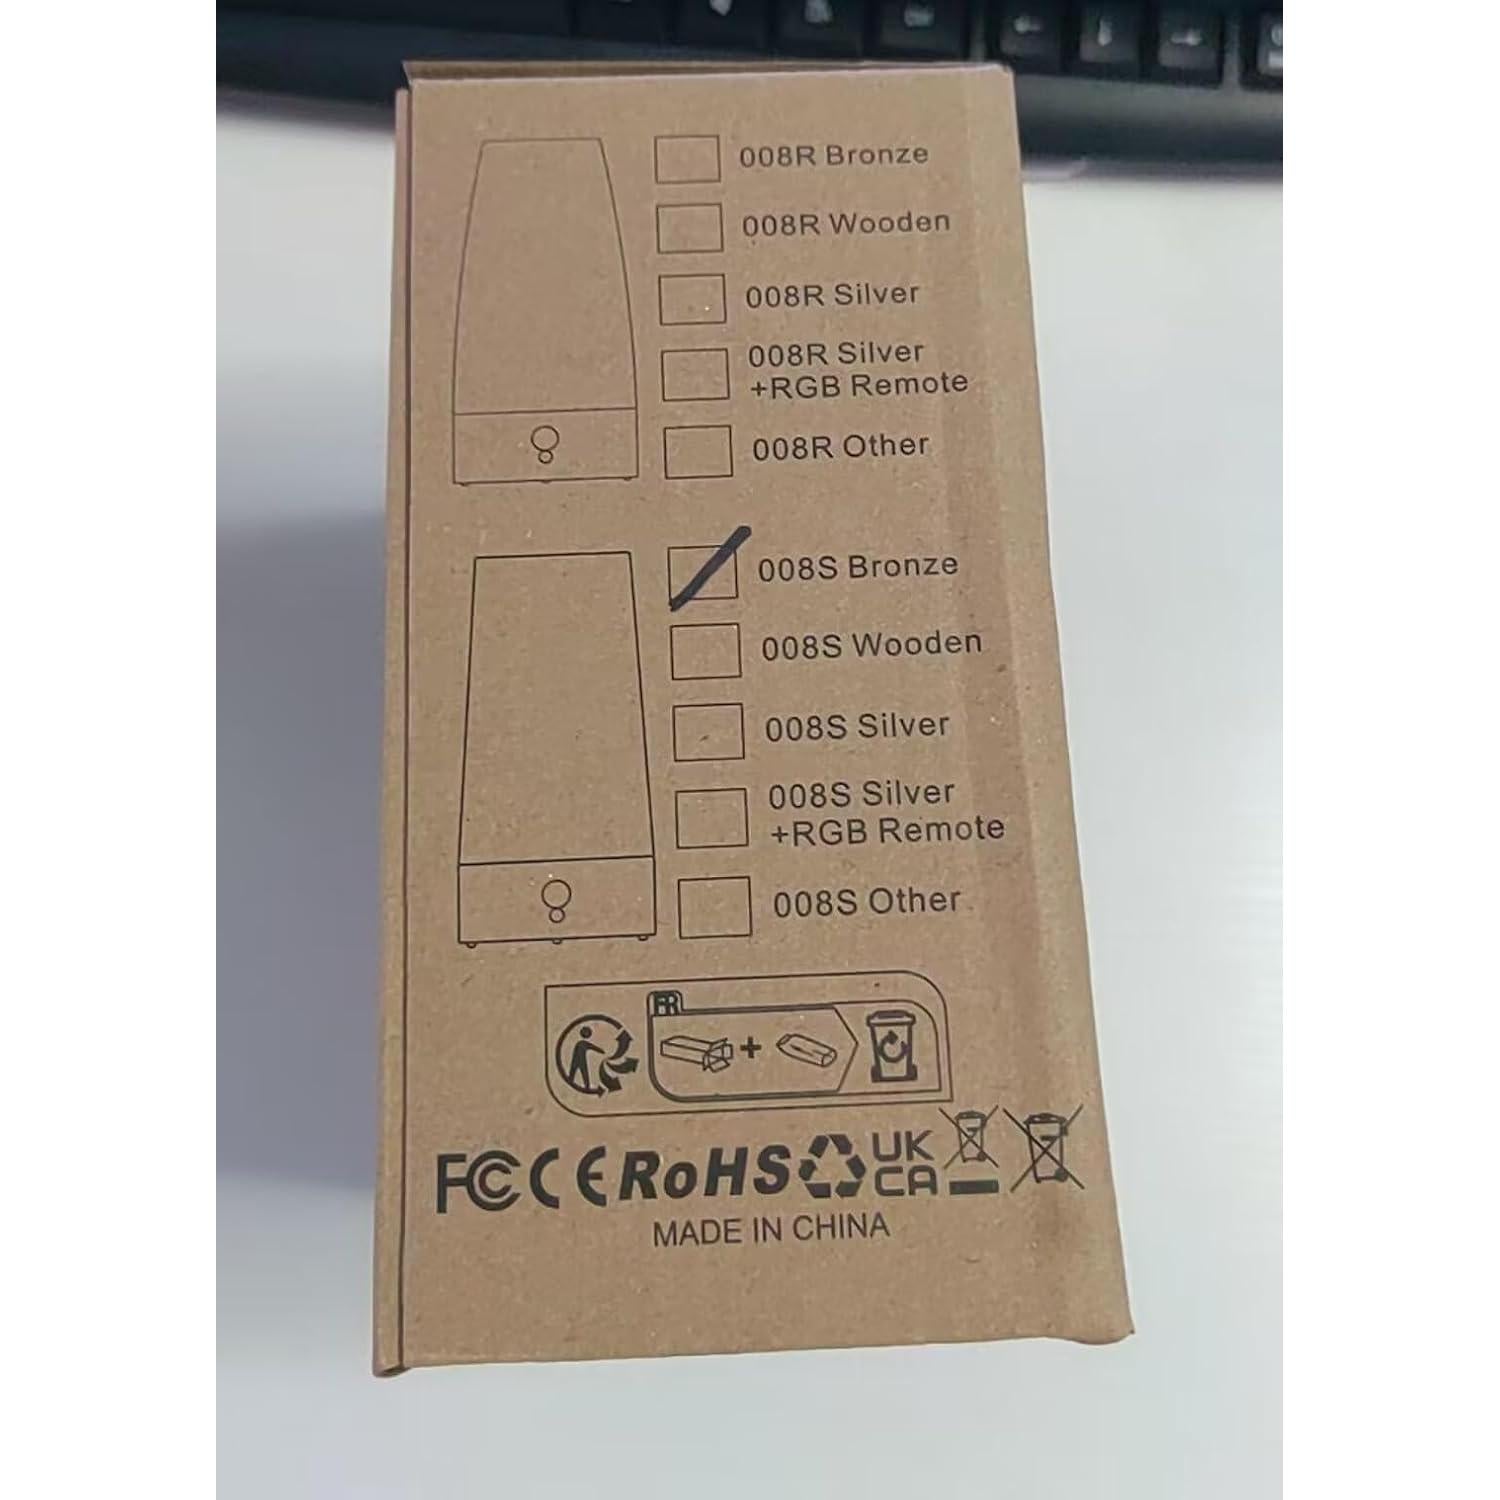 008R Bronze
008R Wooden
008R Silver
008R Silver
+RGB Remote
008R Other
008S Bronze
008S Wooden
008S Silver
008S Silver
+RGB Remote
008S Other
FR
FC CE RoHS UK
CA
MADE IN CHINA